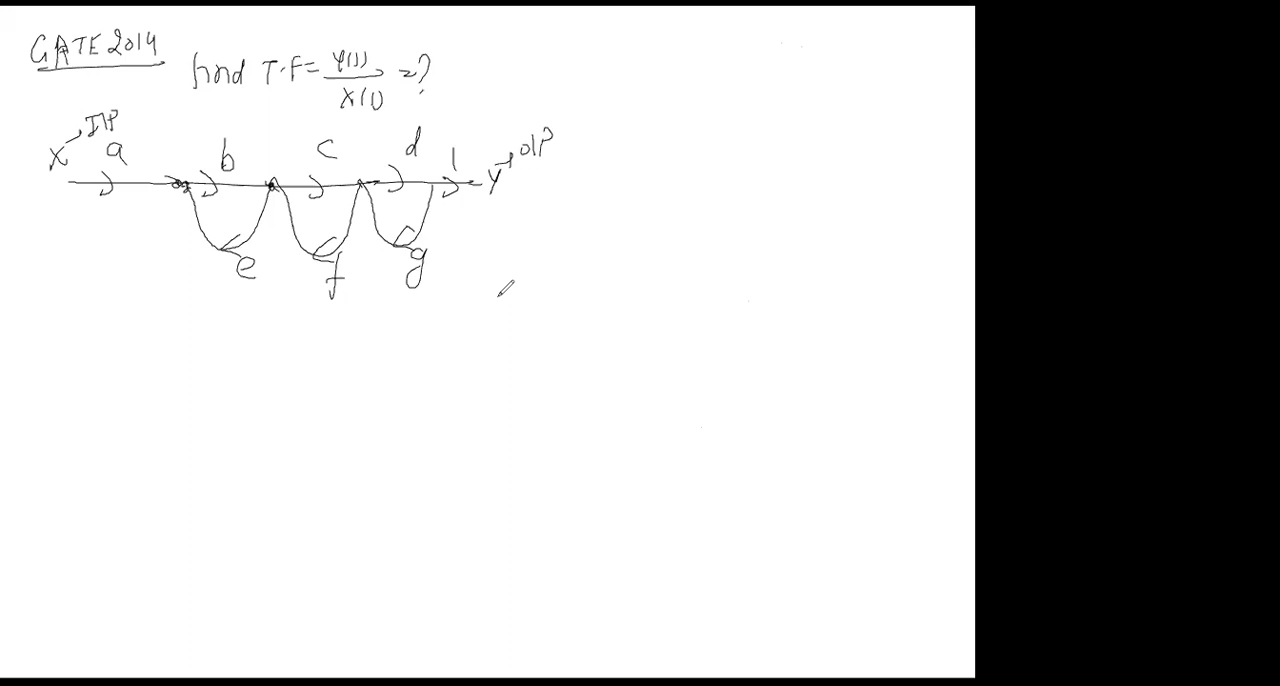 GATE 2014
find T.F = Y(s) / X(s) = ?
X → I/P a b c d 1 Y → O/P
e f g